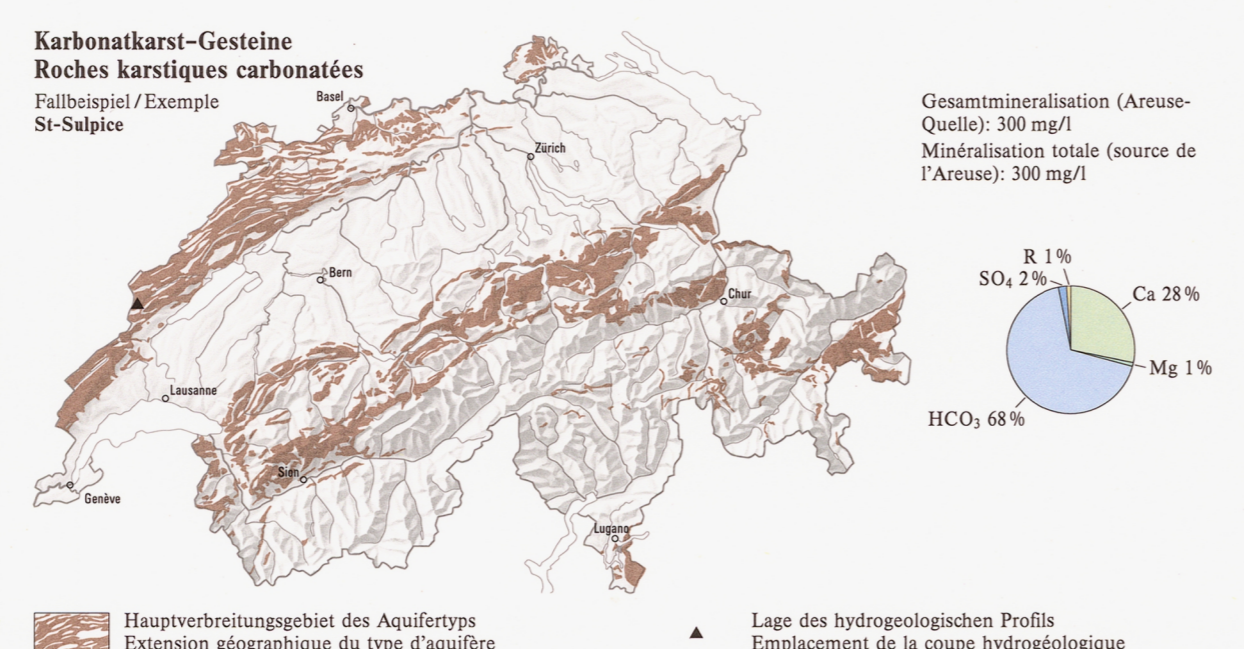 Karbonatkarst-Gesteine
Roches karstiques carbonatées
Fallbeispiel / Exemple
St-Sulpice
Basel
Zürich
Bern
Chur
Lausanne
Sion
Genève
Lugano
Gesamtmineralisation (Areuse-
Quelle): 300 mg/l
Minéralisation totale (source de
l'Areuse): 300 mg/l
R 1%
SO₄ 2%
Ca 28%
Mg 1%
HCO₃ 68%
Hauptverbreitungsgebiet des Aquifertyps
Extension géographique du type d'aquifère
Lage des hydrogeologischen Profils
Emplacement de la coupe hydrogéologique